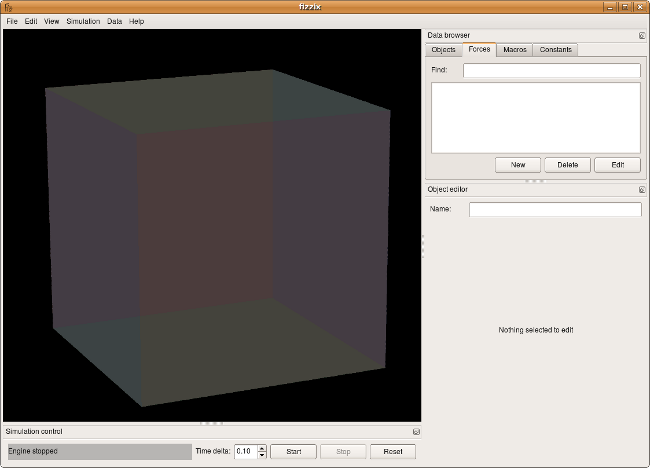 fizzix
File Edit View Simulation Data Help
Data browser
Objects Forces Macros Constants
Find:
New Delete Edit
Object editor
Name:
Nothing selected to edit
Simulation control
Engine stopped Time delta: 0.10 Start Stop Reset